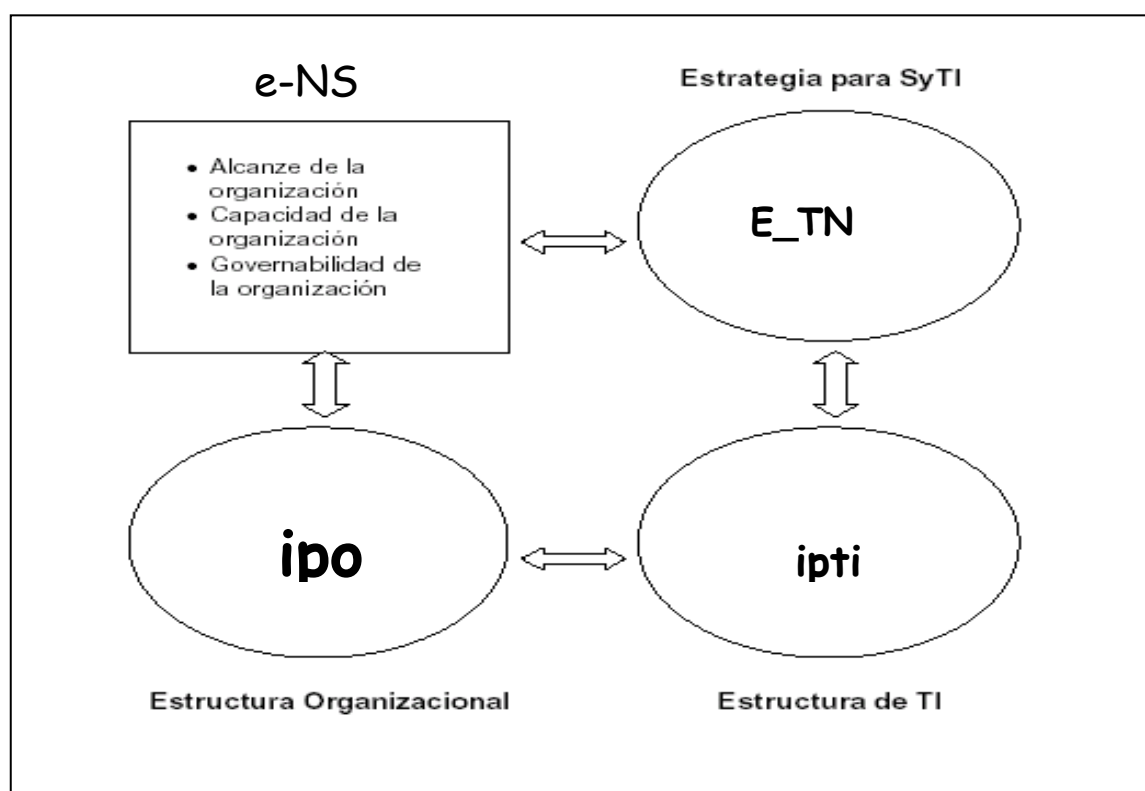 e-NS
Estrategia para SyTI
• Alcanze de la
organización
• Capacidad de la
organización
• Governabilidad de
la organización
E_TN
ipo
ipti
Estructura Organizacional
Estructura de TI